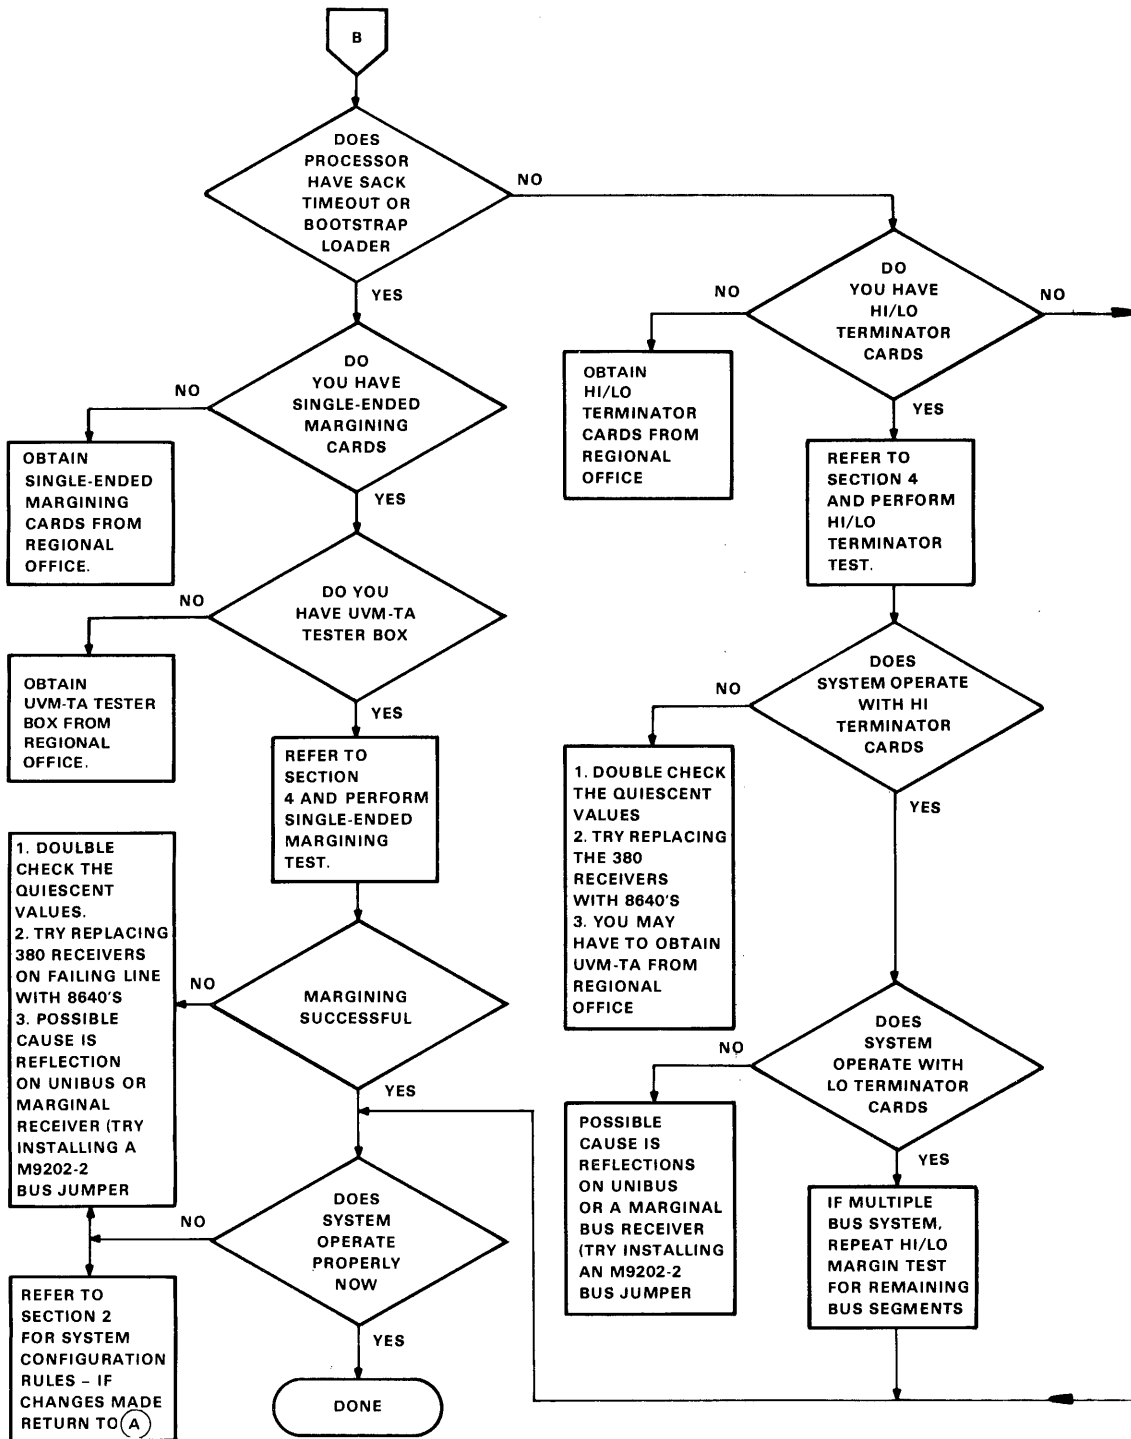 B
DOES
PROCESSOR
HAVE SACK
TIMEOUT OR
BOOTSTRAP
LOADER
NO
YES
DO
YOU HAVE
HI/LO
TERMINATOR
CARDS
NO
NO
YES
OBTAIN
HI/LO
TERMINATOR
CARDS FROM
REGIONAL
OFFICE
DO
YOU HAVE
SINGLE-ENDED
MARGINING
CARDS
NO
YES
OBTAIN
SINGLE-ENDED
MARGINING
CARDS FROM
REGIONAL
OFFICE.
REFER TO
SECTION 4
AND PERFORM
HI/LO
TERMINATOR
TEST.
DO YOU
HAVE UVM-TA
TESTER BOX
NO
YES
OBTAIN
UVM-TA TESTER
BOX FROM
REGIONAL
OFFICE.
DOES
SYSTEM OPERATE
WITH HI
TERMINATOR
CARDS
NO
YES
REFER TO
SECTION
4 AND PERFORM
SINGLE-ENDED
MARGINING
TEST.
1. DOUBLE CHECK
THE QUIESCENT
VALUES
2. TRY REPLACING
THE 380
RECEIVERS
WITH 8640'S
3. YOU MAY
HAVE TO OBTAIN
UVM-TA FROM
REGIONAL
OFFICE
1. DOULBLE
CHECK THE
QUIESCENT
VALUES.
2. TRY REPLACING
380 RECEIVERS
ON FAILING LINE
WITH 8640'S
3. POSSIBLE
CAUSE IS
REFLECTION
ON UNIBUS OR
MARGINAL
RECEIVER (TRY
INSTALLING A
M9202-2
BUS JUMPER
NO
MARGINING
SUCCESSFUL
YES
DOES
SYSTEM
OPERATE WITH
LO TERMINATOR
CARDS
NO
YES
POSSIBLE
CAUSE IS
REFLECTIONS
ON UNIBUS
OR A MARGINAL
BUS RECEIVER
(TRY INSTALLING
AN M9202-2
BUS JUMPER
IF MULTIPLE
BUS SYSTEM,
REPEAT HI/LO
MARGIN TEST
FOR REMAINING
BUS SEGMENTS
DOES
SYSTEM
OPERATE
PROPERLY
NOW
NO
YES
REFER TO
SECTION 2
FOR SYSTEM
CONFIGURATION
RULES – IF
CHANGES MADE
RETURN TO A
DONE